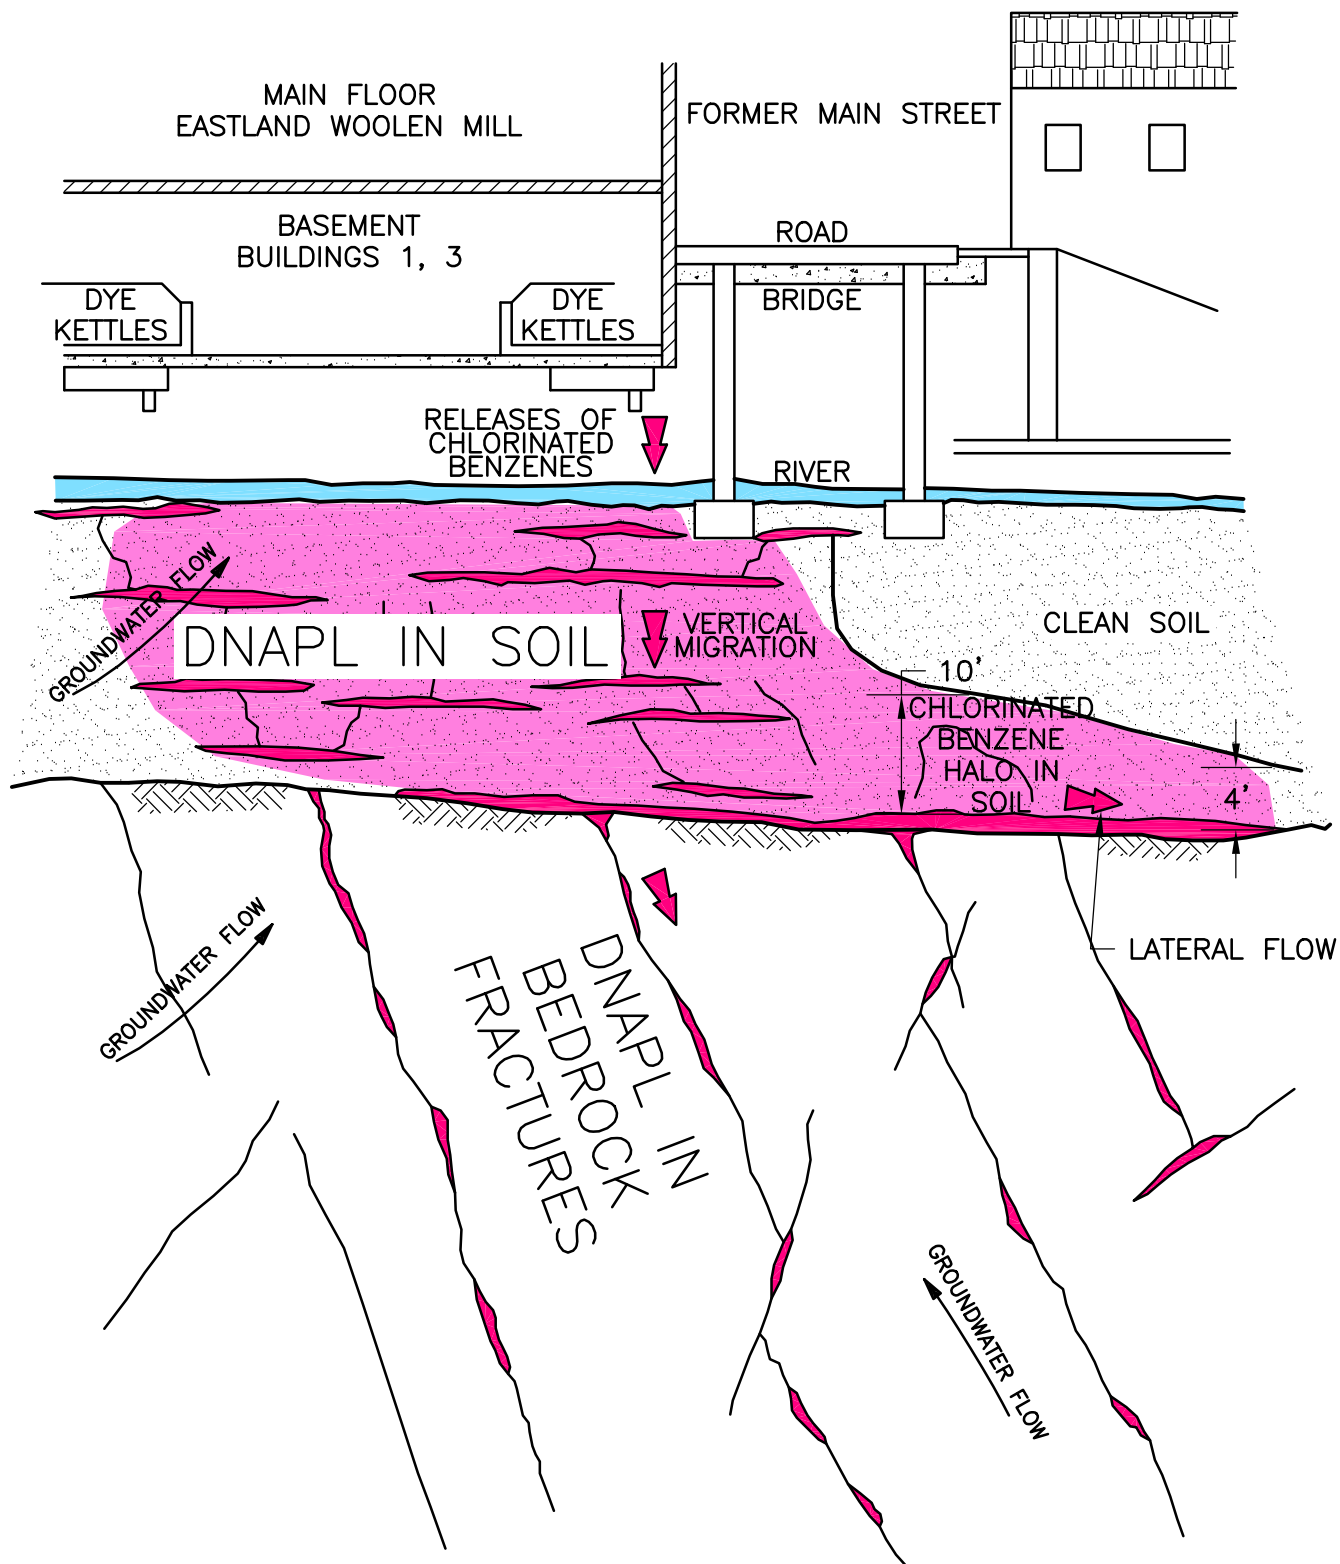 MAIN FLOOR
EASTLAND WOOLEN MILL
FORMER MAIN STREET
BASEMENT
BUILDINGS 1, 3
ROAD
BRIDGE
DYE
KETTLES
DYE
KETTLES
RELEASES OF
CHLORINATED
BENZENES
RIVER
GROUNDWATER FLOW
DNAPL IN SOIL
VERTICAL
MIGRATION
CLEAN SOIL
10'
CHLORINATED
BENZENE
HALO IN
SOIL
4'
LATERAL FLOW
GROUNDWATER FLOW
DNAPL IN
BEDROCK
FRACTURES
GROUNDWATER FLOW